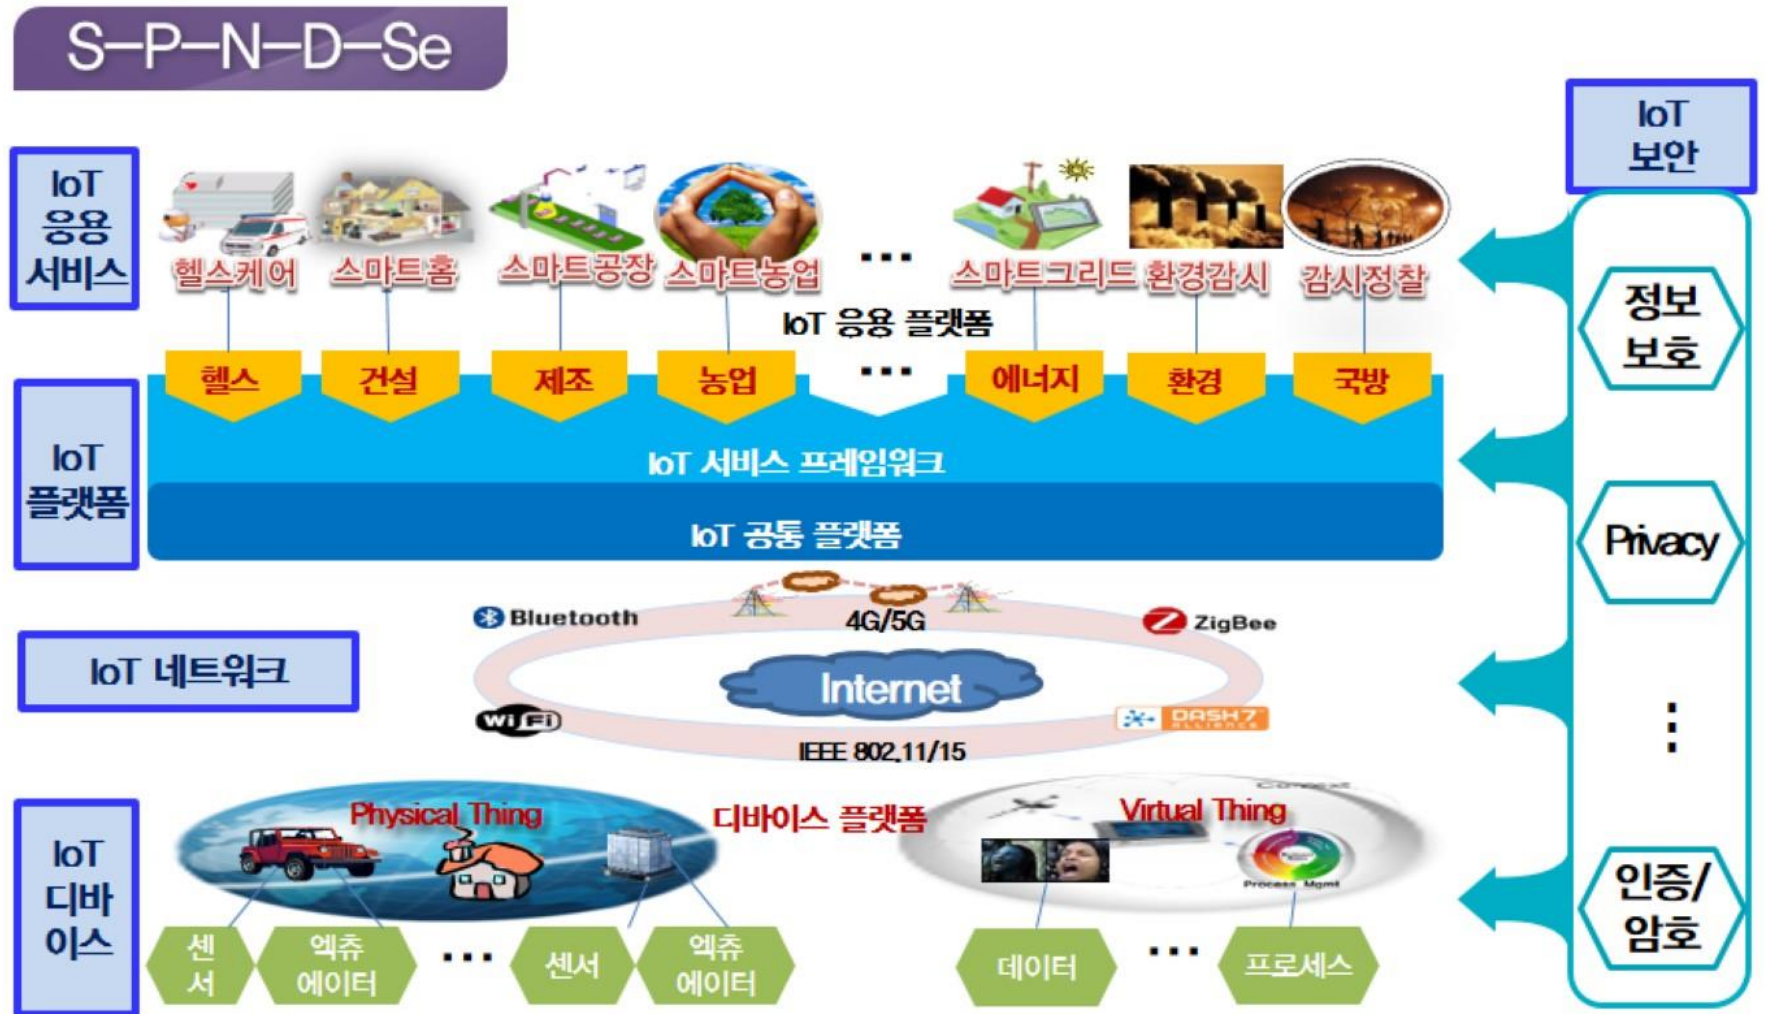 S-P-N-D-Se
IoT
보안
IoT
응용
서비스
헬스케어
스마트홈
스마트공장
스마트농업
...
스마트그리드
환경감시
감시정찰
IoT 응용 플랫폼
헬스
건설
제조
농업
...
에너지
환경
국방
IoT
플랫폼
IoT 서비스 프레임워크
IoT 공통 플랫폼
정보
보호
Privacy
⋮
인증/
암호
IoT 네트워크
Bluetooth
4G/5G
ZigBee
Internet
WiFi
DASH7
ALLIANCE
IEEE 802.11/15
IoT
디바
이스
Physical Thing
디바이스 플랫폼
Context
Virtual Thing
Process Mgmt
센
서
엑츄
에이터
...
센서
엑츄
에이터
데이터
...
프로세스